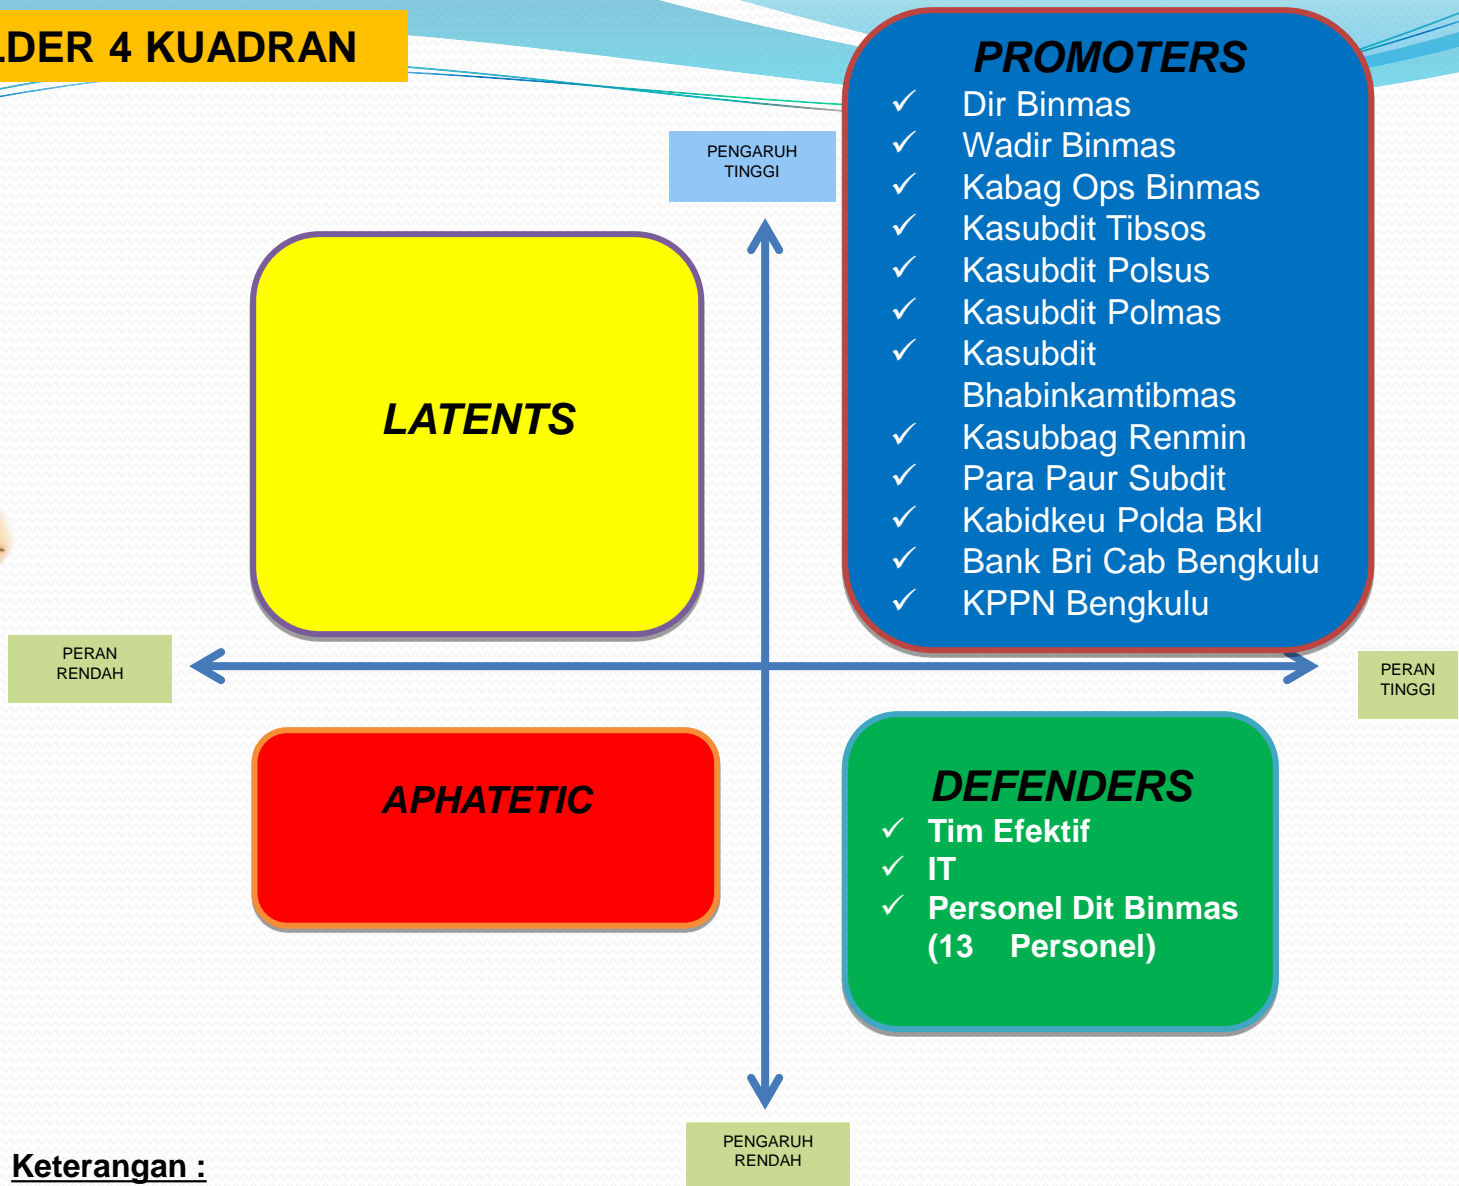 LDER 4 KUADRAN
PROMOTERS
✓ Dir Binmas
✓ Wadir Binmas
✓ Kabag Ops Binmas
✓ Kasubdit Tibsos
✓ Kasubdit Polsus
✓ Kasubdit Polmas
✓ Kasubdit
Bhabinkamtibmas
✓ Kasubbag Renmin
✓ Para Paur Subdit
✓ Kabidkeu Polda Bkl
✓ Bank Bri Cab Bengkulu
✓ KPPN Bengkulu
PENGARUH
TINGGI
LATENTS
PERAN
RENDAH
PERAN
TINGGI
APHATETIC
DEFENDERS
✓ Tim Efektif
✓ IT
✓ Personel Dit Binmas
(13 Personel)
PENGARUH
RENDAH
Keterangan :